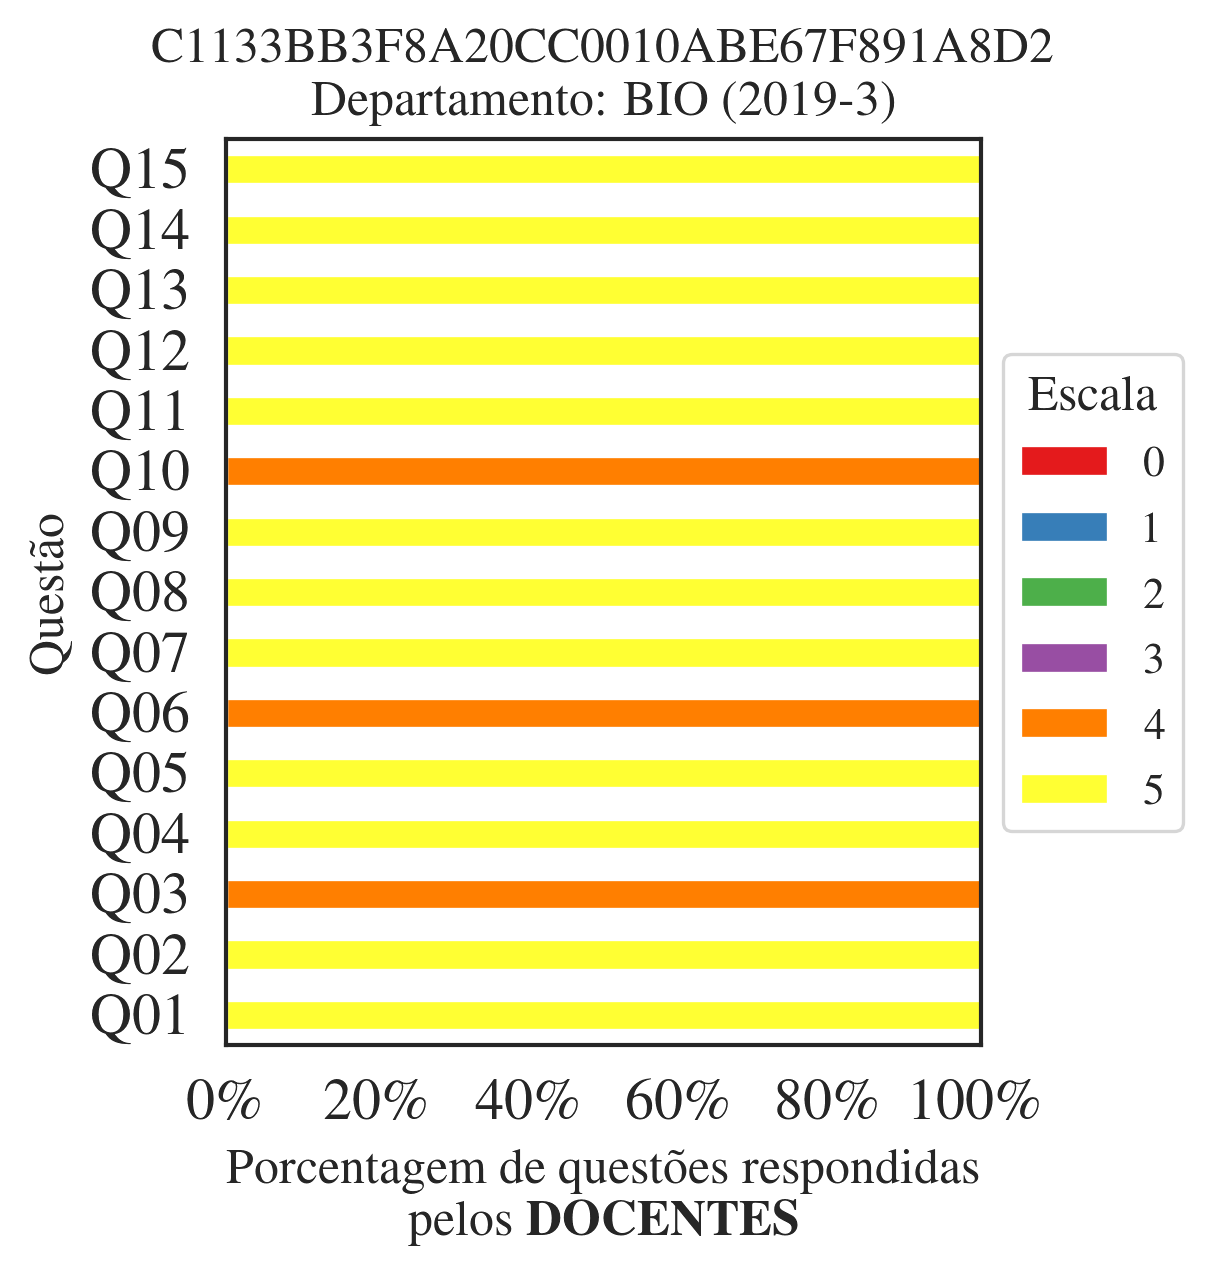 C1133BB3F8A20CC0010ABE67F891A8D2
Departamento: BIO (2019-3)
Questão
Q15
Q14
Q13
Q12
Q11
Q10
Q09
Q08
Q07
Q06
Q05
Q04
Q03
Q02
Q01
0% 20% 40% 60% 80% 100%
Porcentagem de questões respondidas
pelos DOCENTES
Escala
0
1
2
3
4
5